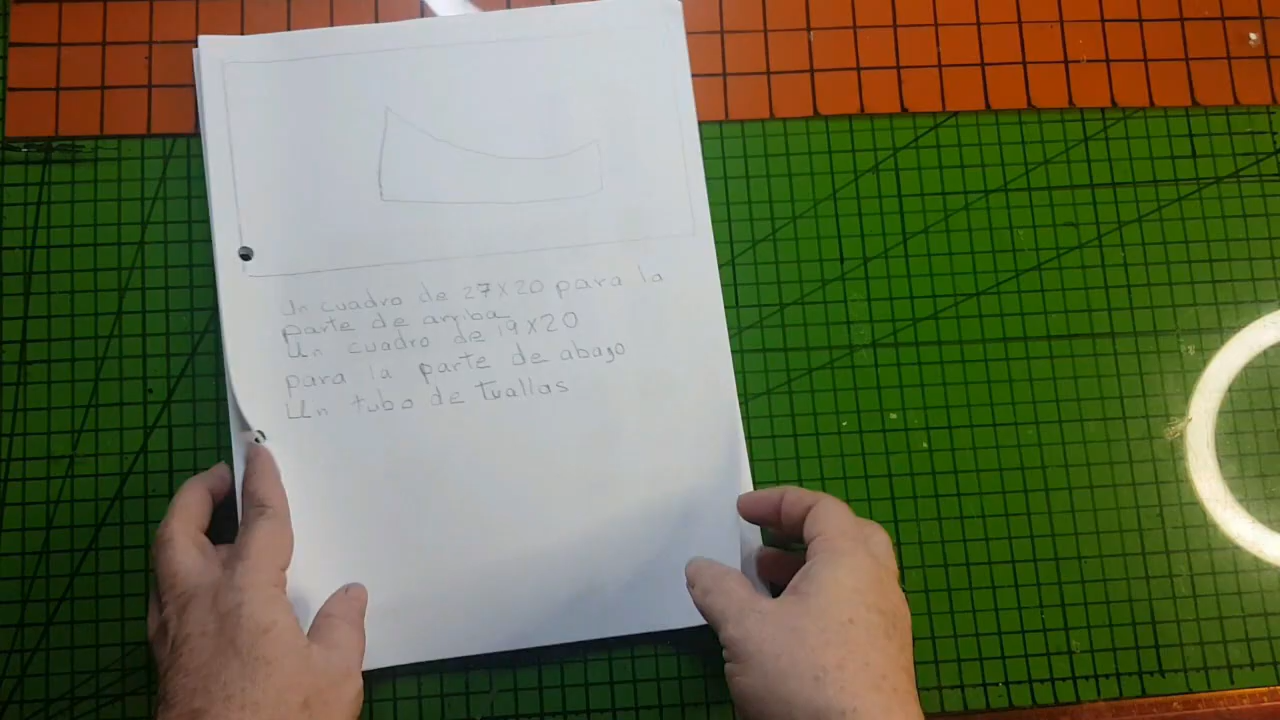 Un cuadro de 27x20 para la
parte de arriba
Un cuadro de 19x20
para la parte de abajo
Un tubo de Tuallas